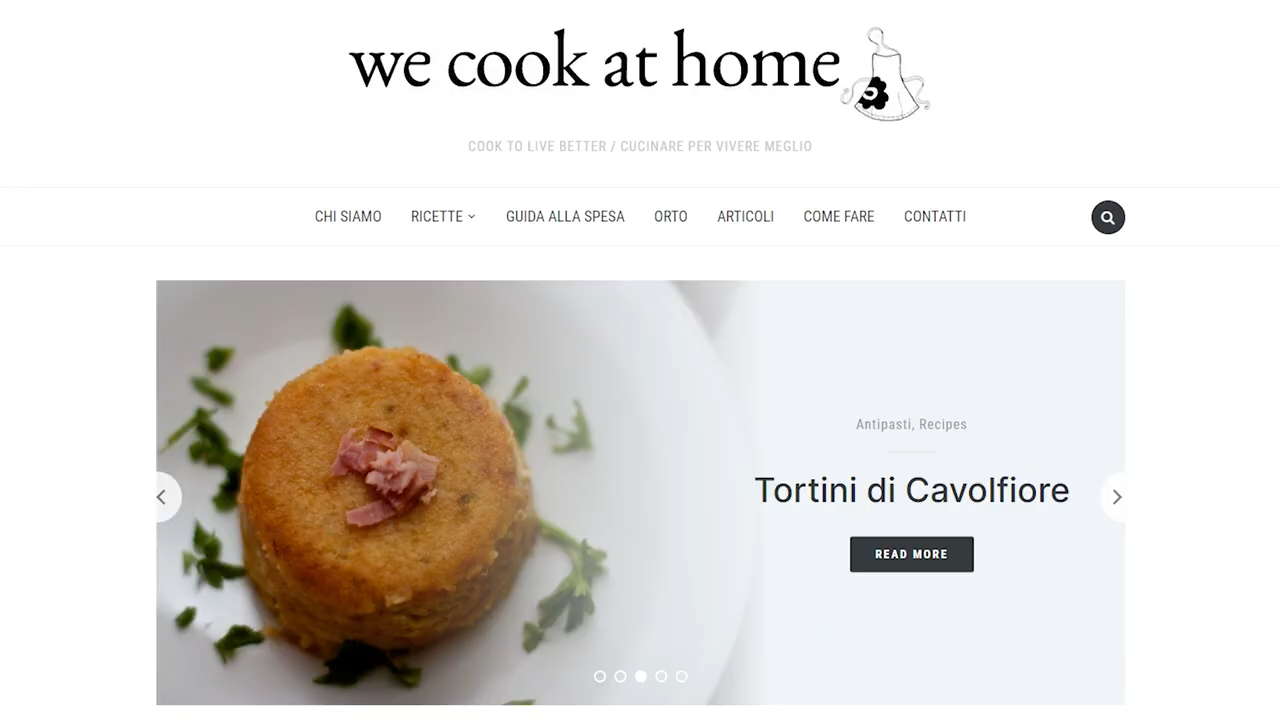 we cook at home
COOK TO LIVE BETTER / CUCINARE PER VIVERE MEGLIO
CHI SIAMO RICETTE GUIDA ALLA SPESA ORTO ARTICOLI COME FARE CONTATTI
Antipasti, Recipes
Tortini di Cavolfiore
READ MORE